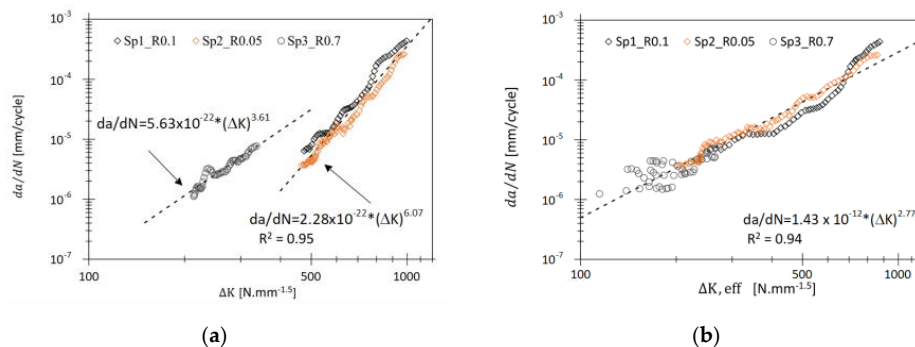 (a)
da/dN [mm/cycle]
10⁻³
10⁻⁴
10⁻⁵
10⁻⁶
10⁻⁷
Sp1_R0.1 Sp2_R0.05 Sp3_R0.7
da/dN=5.63x10⁻²²*(ΔK)³·⁶¹
da/dN=2.28x10⁻²²*(ΔK)⁶·⁰⁷
R² = 0.95
100 500 1000
ΔK [N.mm⁻¹·⁵]
(a)
(b)
da/dN [mm/cycle]
10⁻³
10⁻⁴
10⁻⁵
10⁻⁶
10⁻⁷
Sp1_R0.1 Sp2_R0.05 Sp3_R0.7
da/dN=1.43 x 10⁻¹²*(ΔK)²·⁷⁷
R² = 0.94
100 500 1000
ΔK, eff [N.mm⁻¹·⁵]
(b)